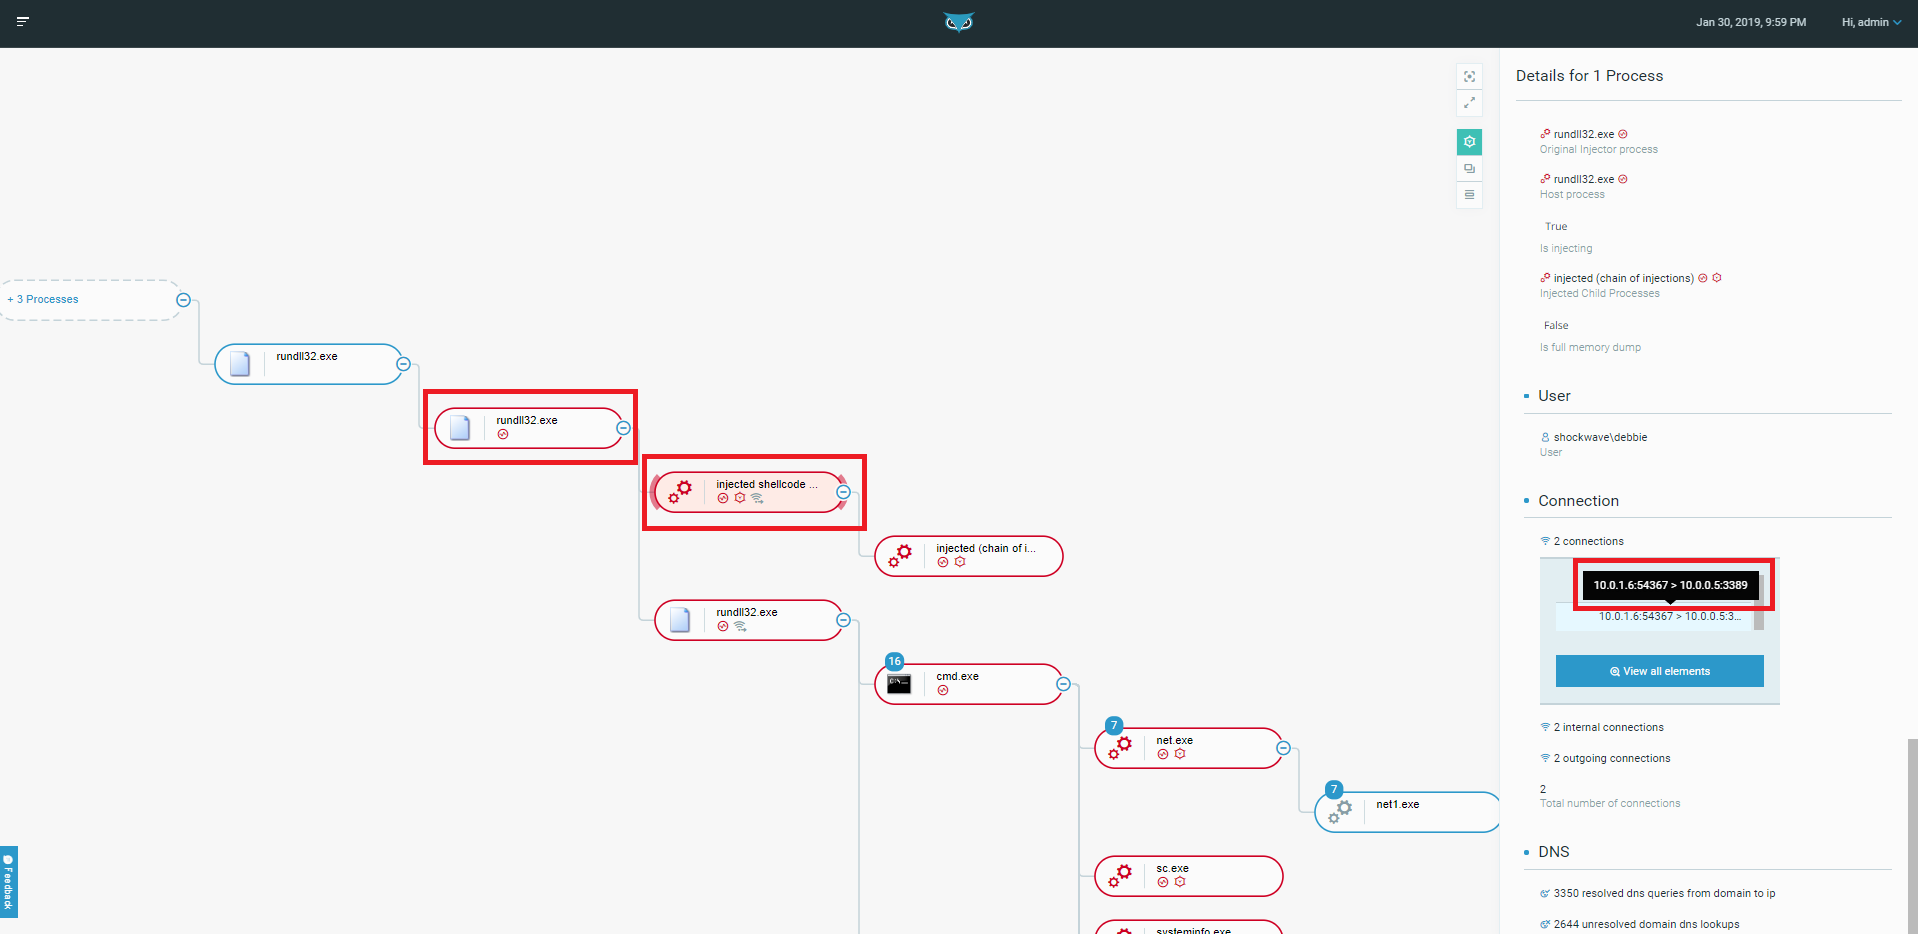 Jan 30, 2019, 9:59 PM
Hi, admin
+ 3 Processes
rundll32.exe
rundll32.exe
injected shellcode ...
injected (chain of i...
rundll32.exe
16
cmd.exe
7
net.exe
7
net1.exe
sc.exe
systeminfo.exe
Feedback
Details for 1 Process
rundll32.exe
Original Injector process
rundll32.exe
Host process
True
Is injecting
injected (chain of injections)
Injected Child Processes
False
Is full memory dump
User
shockwave\debbie
User
Connection
2 connections
10.0.1.6:54367 > 10.0.0.5:3389
10.0.1.6:54367 > 10.0.0.5:3...
View all elements
2 internal connections
2 outgoing connections
2
Total number of connections
DNS
3350 resolved dns queries from domain to ip
2644 unresolved domain dns lookups